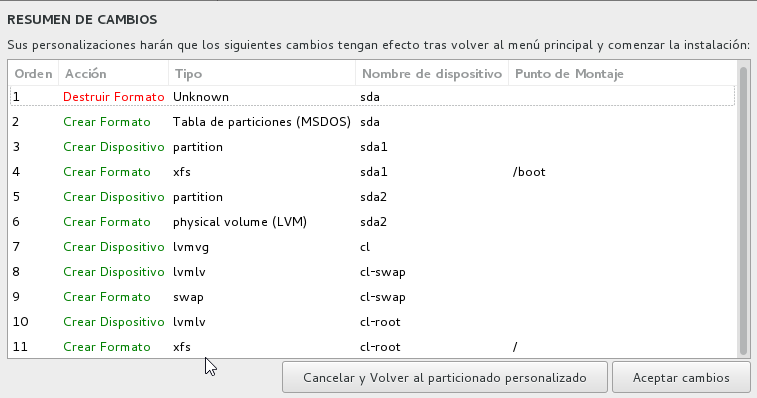 RESUMEN DE CAMBIOS
Sus personalizaciones harán que los siguientes cambios tengan efecto tras volver al menú principal y comenzar la instalación:
Orden Acción Tipo Nombre de dispositivo Punto de Montaje
1 Destruir Formato Unknown sda
2 Crear Formato Tabla de particiones (MSDOS) sda
3 Crear Dispositivo partition sda1
4 Crear Formato xfs sda1 /boot
5 Crear Dispositivo partition sda2
6 Crear Formato physical volume (LVM) sda2
7 Crear Dispositivo lvmvg cl
8 Crear Dispositivo lvmlv cl-swap
9 Crear Formato swap cl-swap
10 Crear Dispositivo lvmlv cl-root
11 Crear Formato xfs cl-root /
Cancelar y Volver al particionado personalizado Aceptar cambios